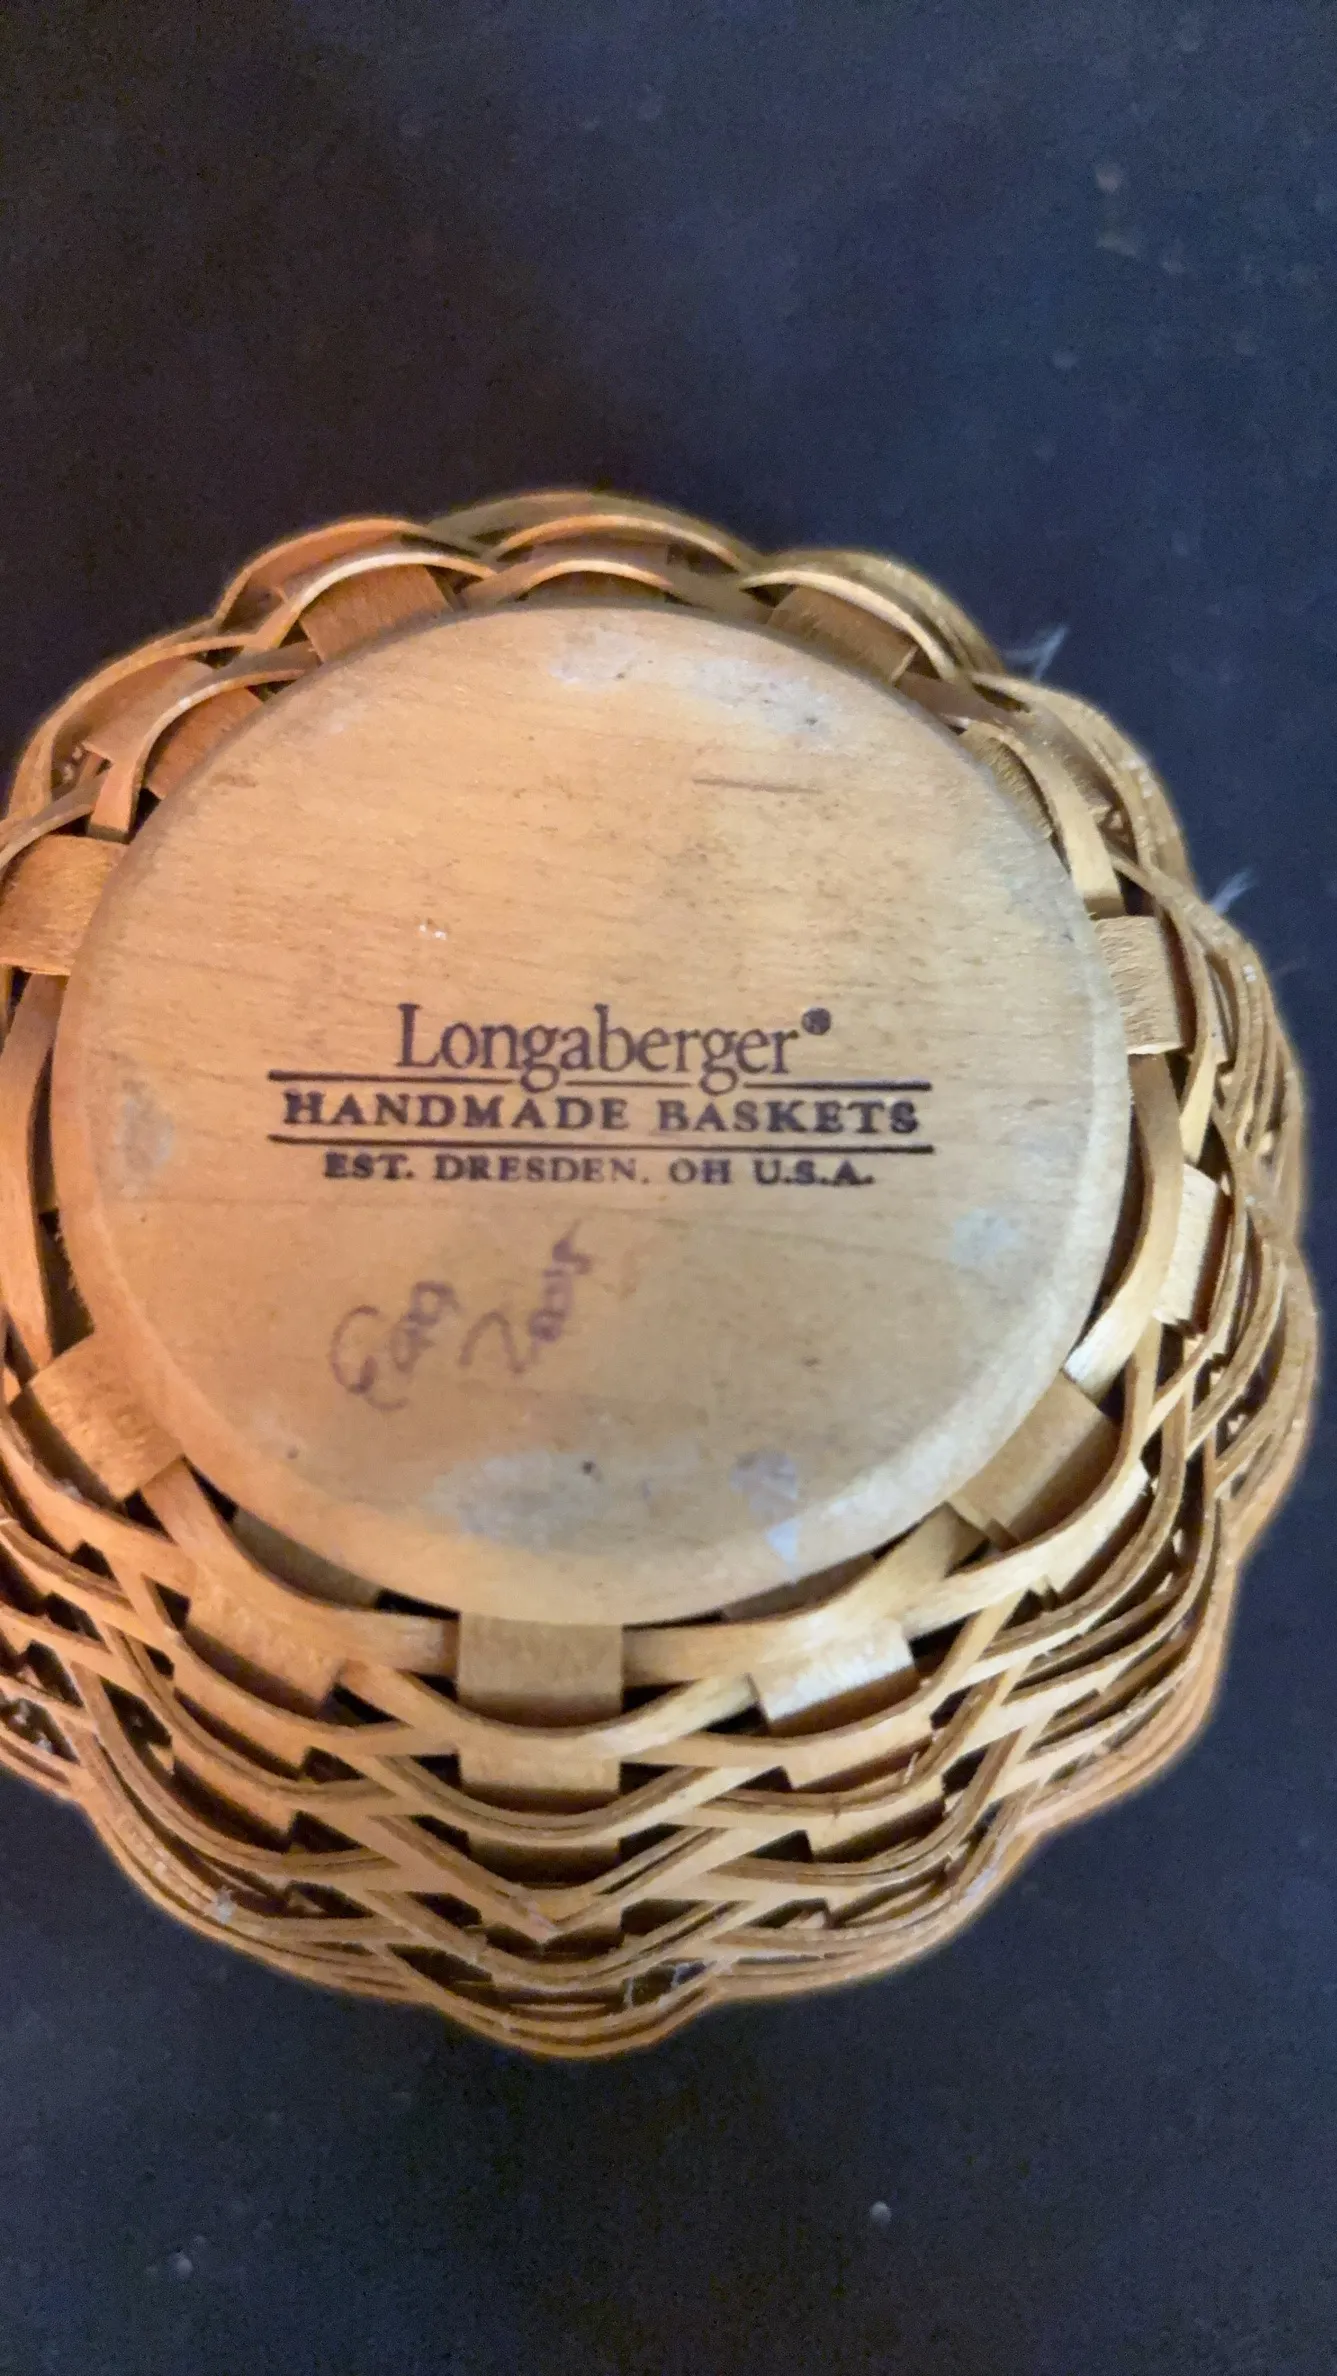 Longaberger®
HANDMADE BASKETS
EST. DRESDEN, OH U.S.A.